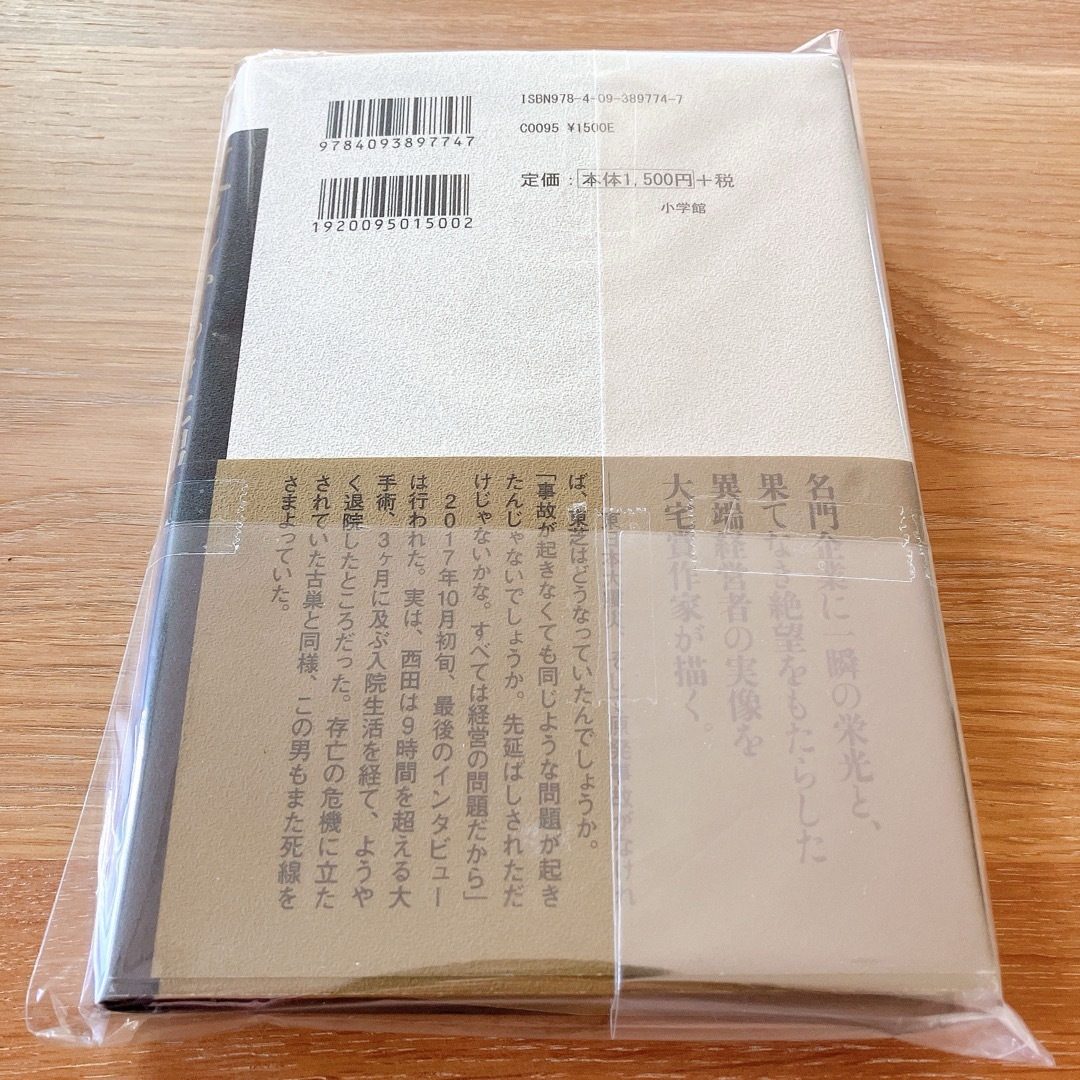 ISBN978-4-09-389774-7
C0095 ¥1500E
9784093897747
定価：本体1,500円+税
小学館
1920095015002
名門企業に一瞬の栄光と、
果てなき絶望をもたらした
異端経営者の実像を
大宅賞作家が描く。
ば、東芝はどうなっていたんでしょうか。
「事故が起きなくても同じような問題が起き
たんじゃないでしょうか。先延ばしされただ
けじゃないかな。すべては経営の問題だから」
2017年10月初旬、最後のインタビュー
は行われた。実は、西田は9時間を超える大
手術、3ヶ月に及ぶ入院生活を経て、ようや
く退院したところだった。存亡の危機に立た
されていた古巣と同様、この男もまた死線を
さまよっていた。